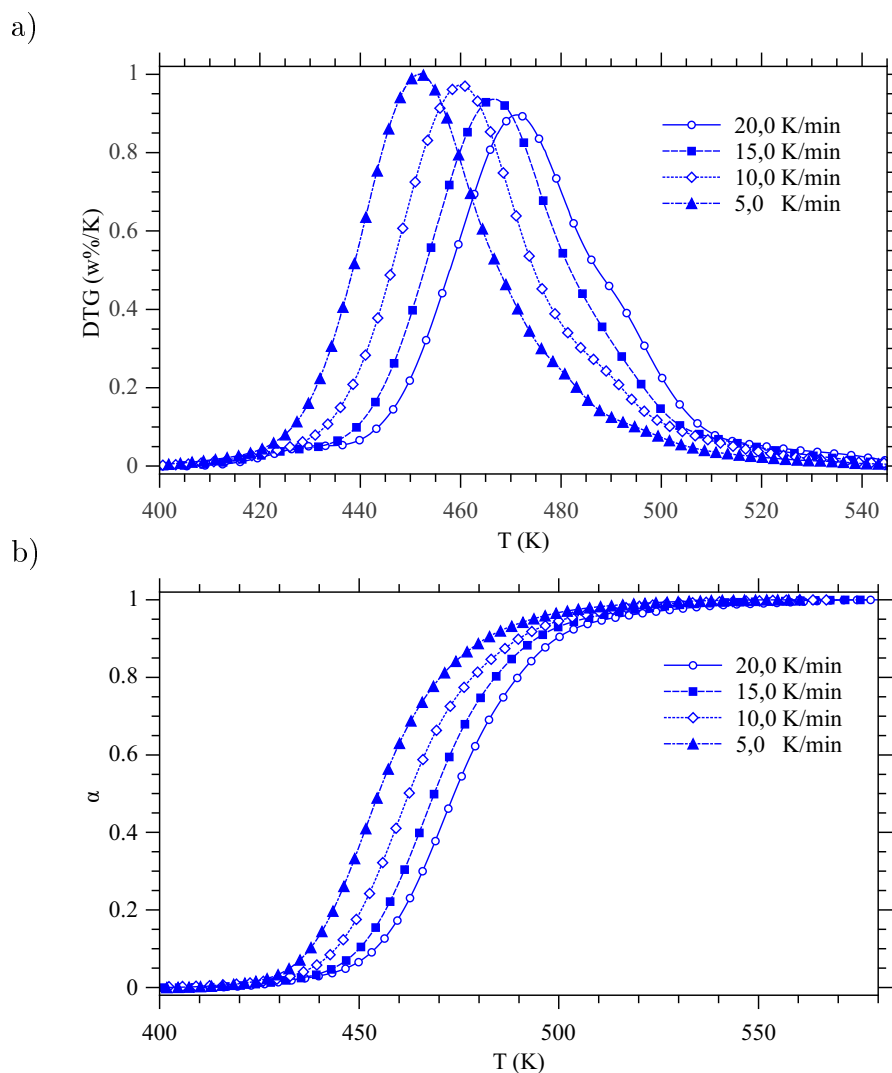 a)
1
0.8
0.6
0.4
0.2
0
DTG (w%/K)
20,0 K/min
15,0 K/min
10,0 K/min
5,0 K/min
400 420 440 460 480 500 520 540
T (K)
b)
1
0.8
0.6
0.4
0.2
0
α
20,0 K/min
15,0 K/min
10,0 K/min
5,0 K/min
400 450 500 550
T (K)